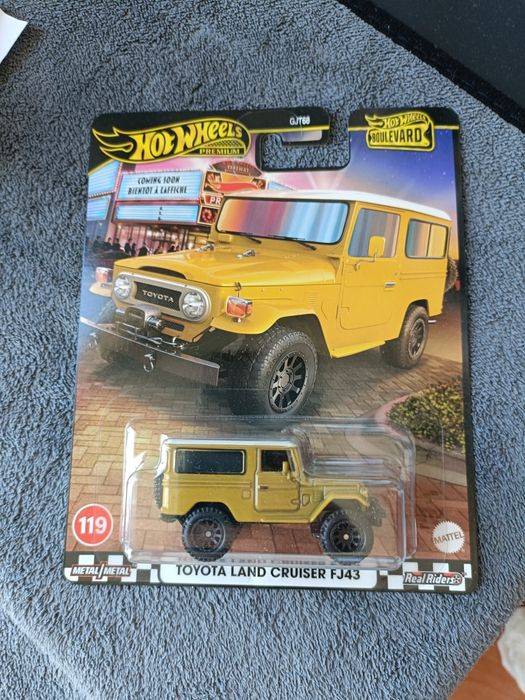 GJT68
HOT WHEELS
PREMIUM
HOT WHEELS
BOULEVARD
COMING SOON
BIENTÔT À L'AFFICHE
PR
TOYOTA
119
MATTEL
METAL/METAL
TOYOTA LAND CRUISER FJ43
Real Riders